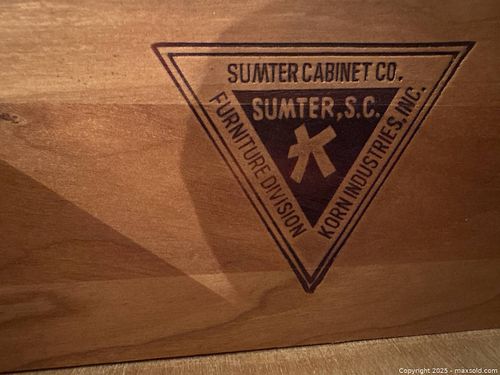 SUMTER CABINET CO.
SUMTER, S.C.
K
FURNITURE DIVISION
KORN INDUSTRIES, INC.
Copyright 2025 - maxsold.com